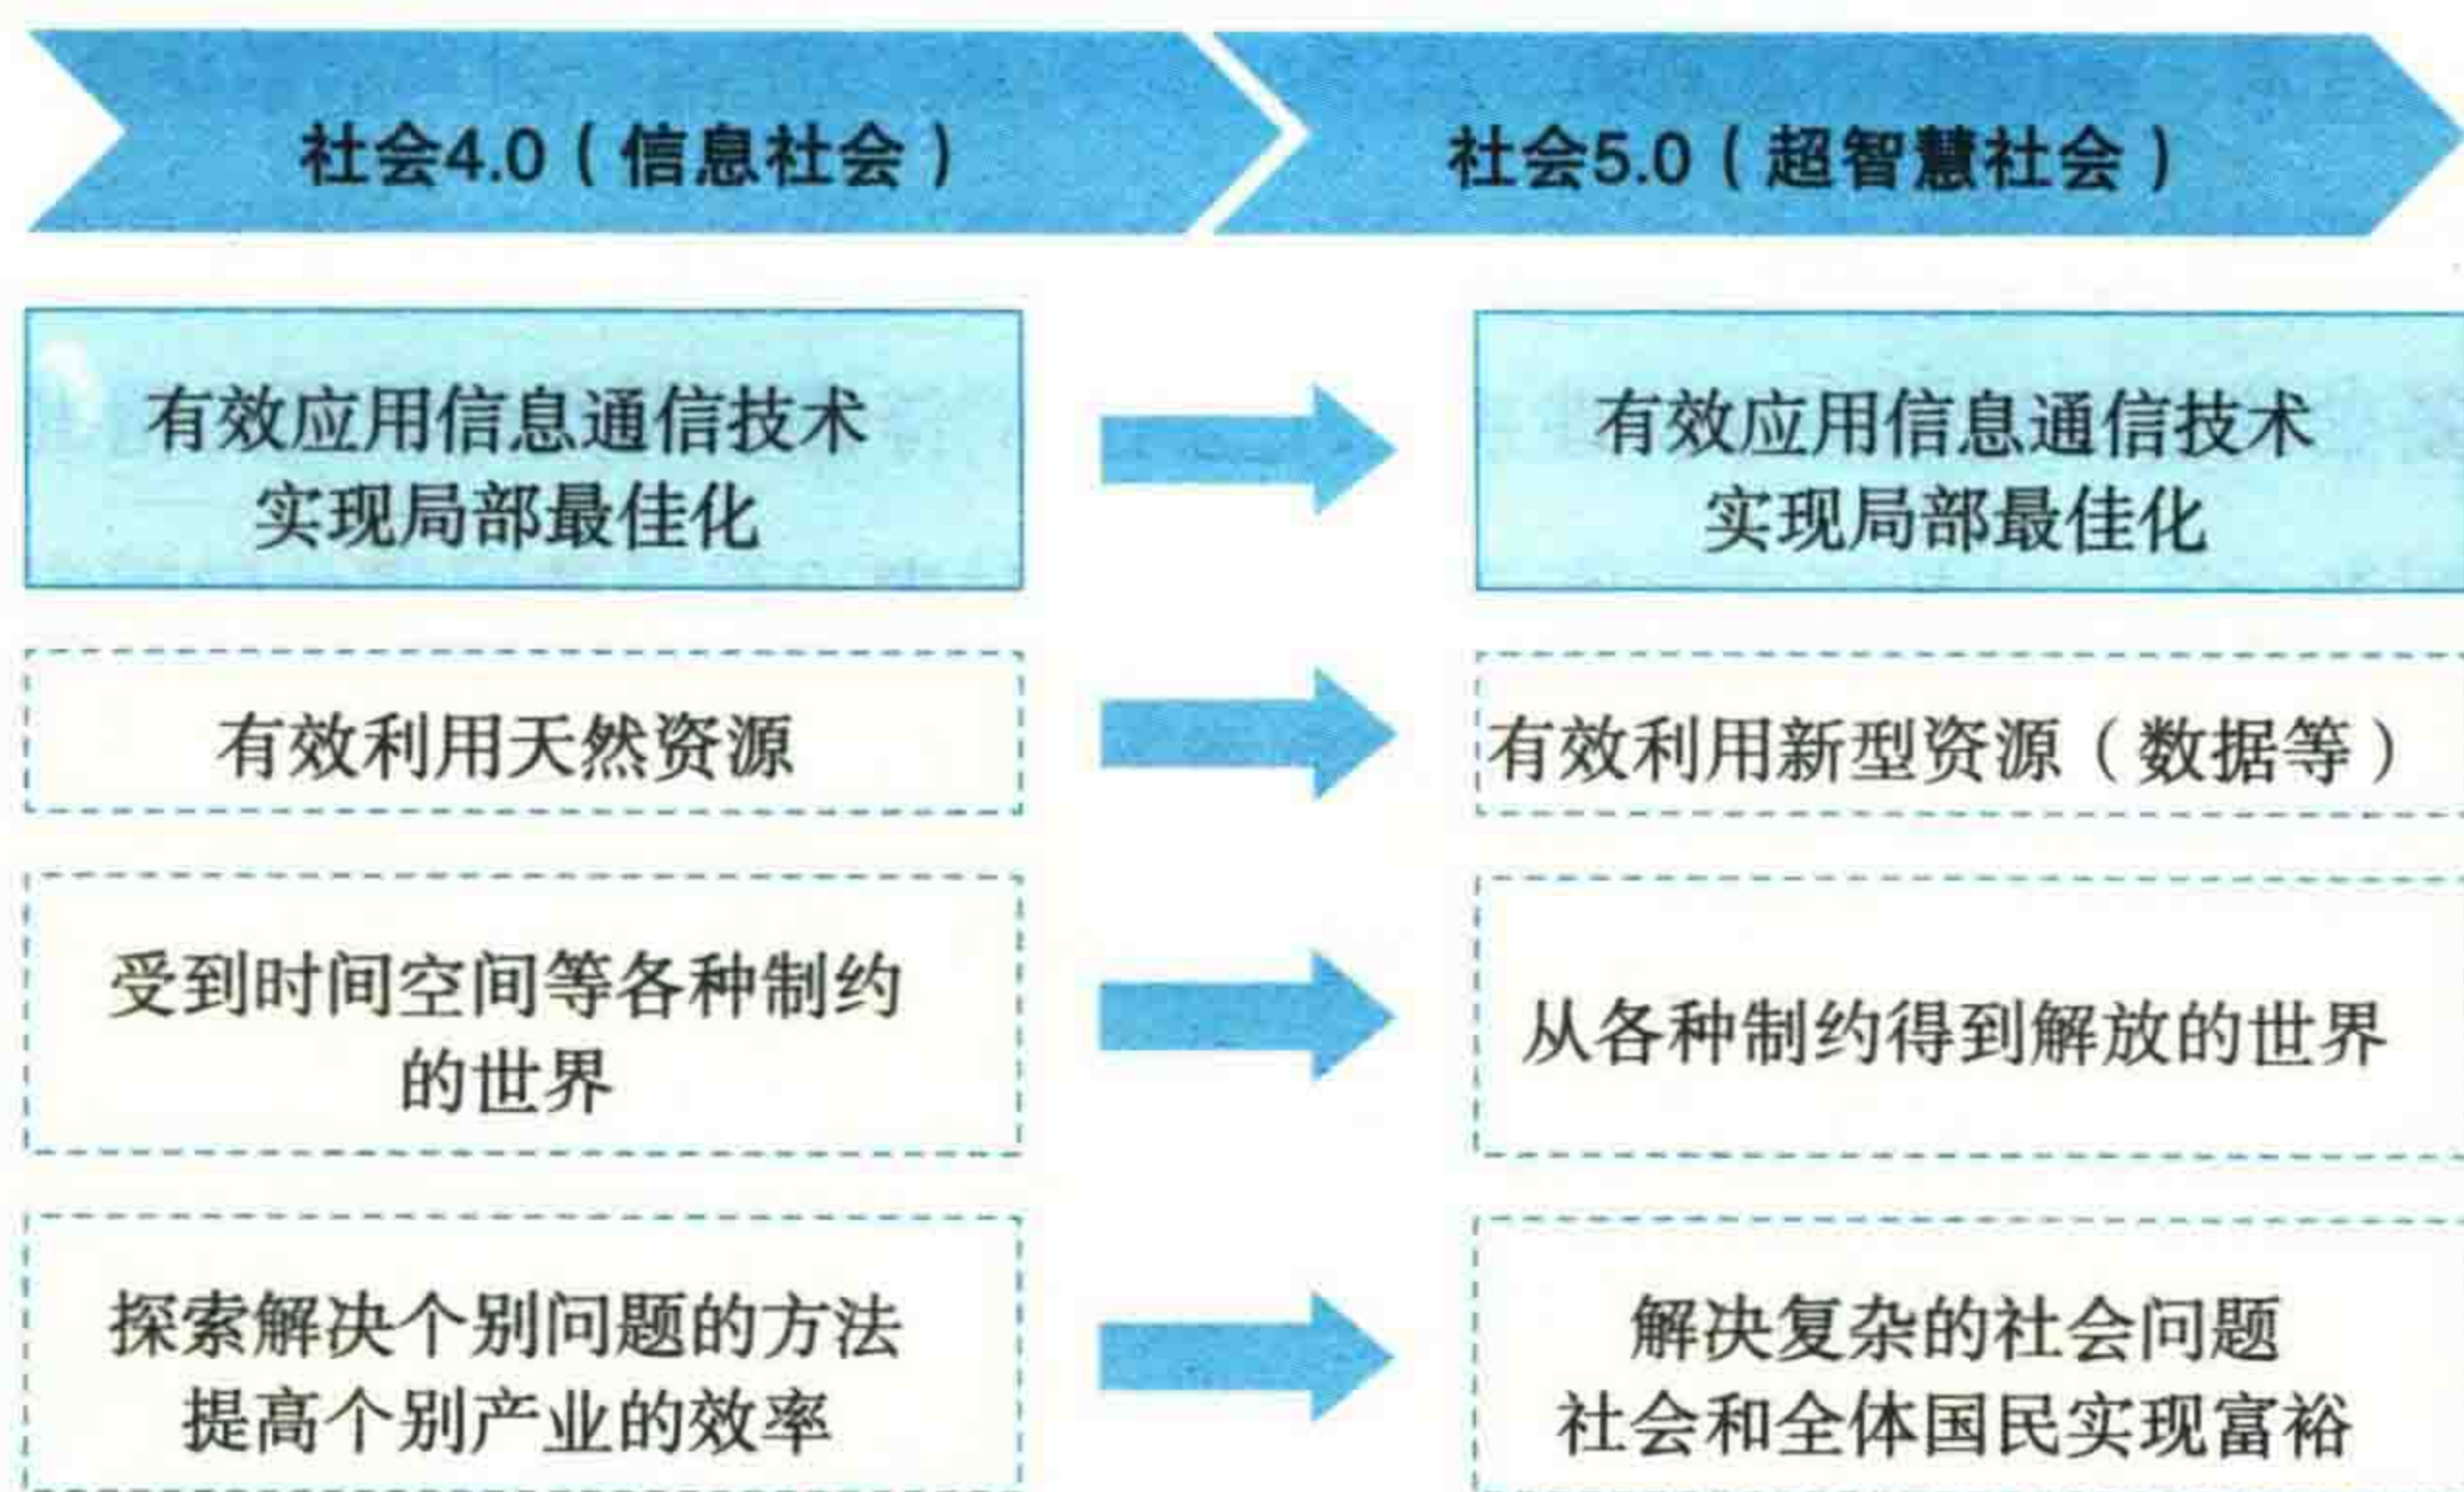 社会4.0（信息社会）
社会5.0（超智慧社会）
有效应用信息通信技术
实现局部最佳化
有效应用信息通信技术
实现局部最佳化
有效利用天然资源
有效利用新型资源（数据等）
受到时间空间等各种制约
的世界
从各种制约得到解放的世界
探索解决个别问题的方法
提高个别产业的效率
解决复杂的社会问题
社会和全体国民实现富裕